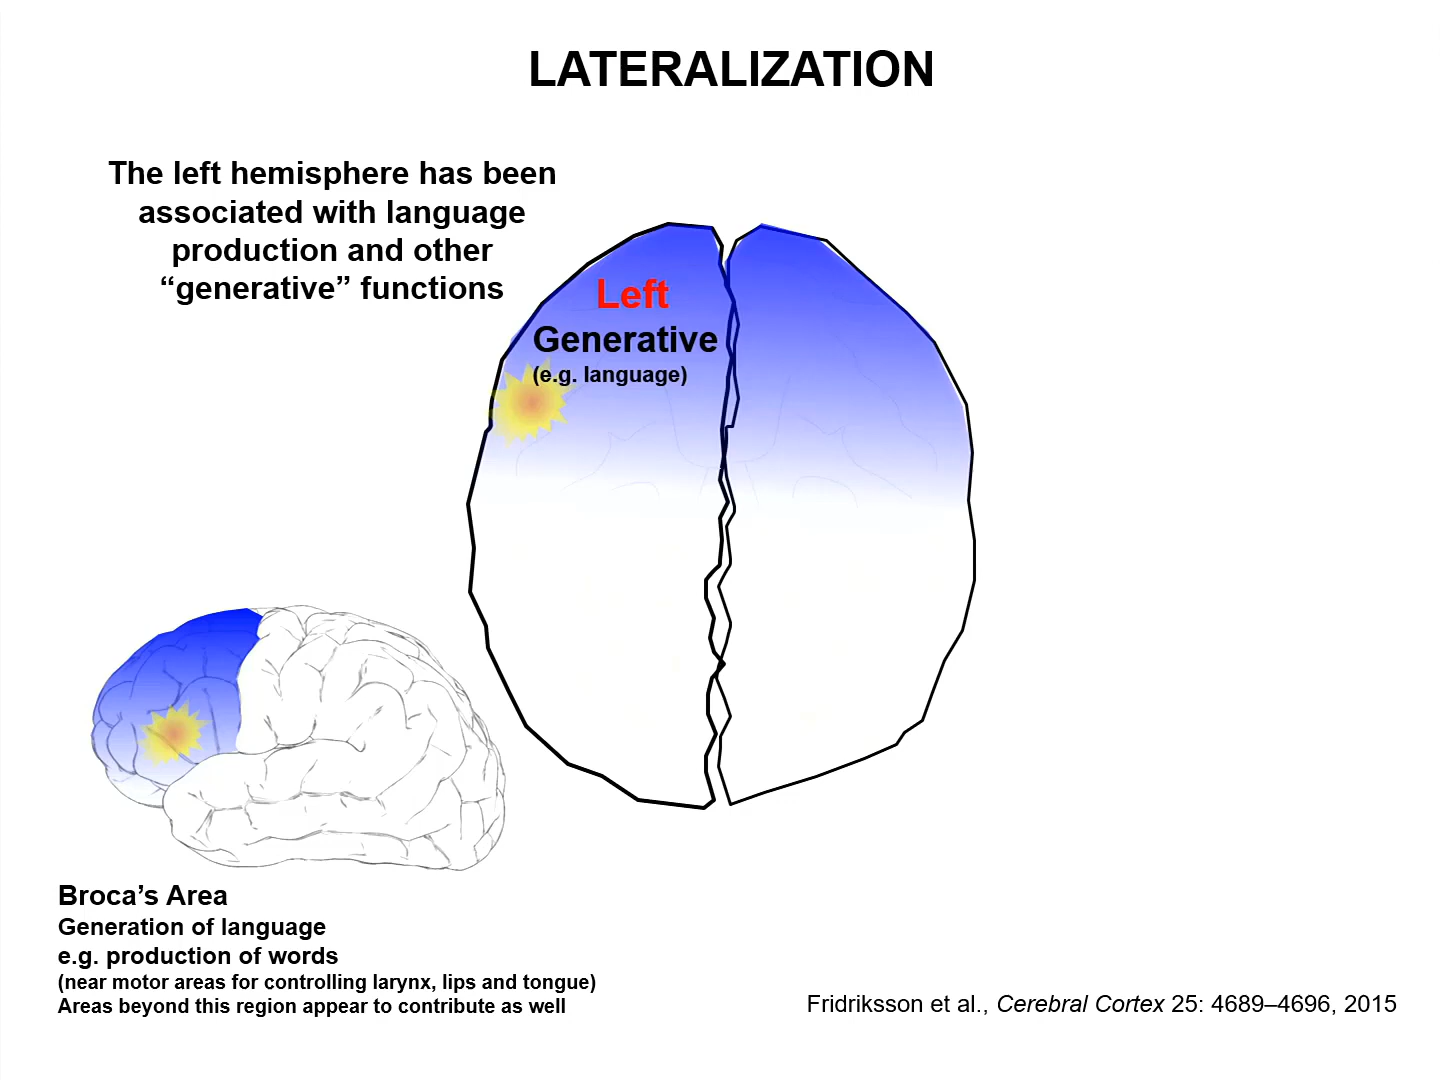 LATERALIZATION
The left hemisphere has been
associated with language
production and other
“generative” functions
Left
Generative
(e.g. language)
Broca’s Area
Generation of language
e.g. production of words
(near motor areas for controlling larynx, lips and tongue)
Areas beyond this region appear to contribute as well
Fridriksson et al., Cerebral Cortex 25: 4689–4696, 2015